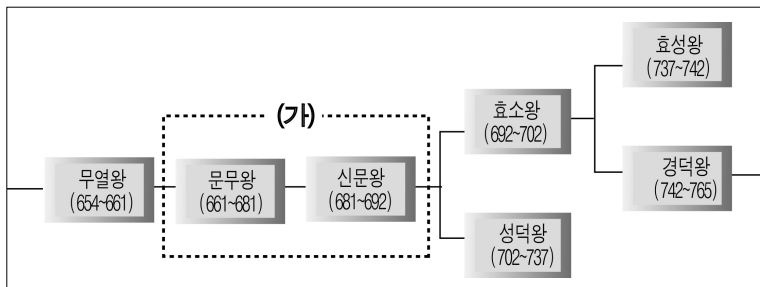 (가)
무열왕
(654~661)
문무왕
(661~681)
신문왕
(681~692)
효소왕
(692~702)
성덕왕
(702~737)
효성왕
(737~742)
경덕왕
(742~765)